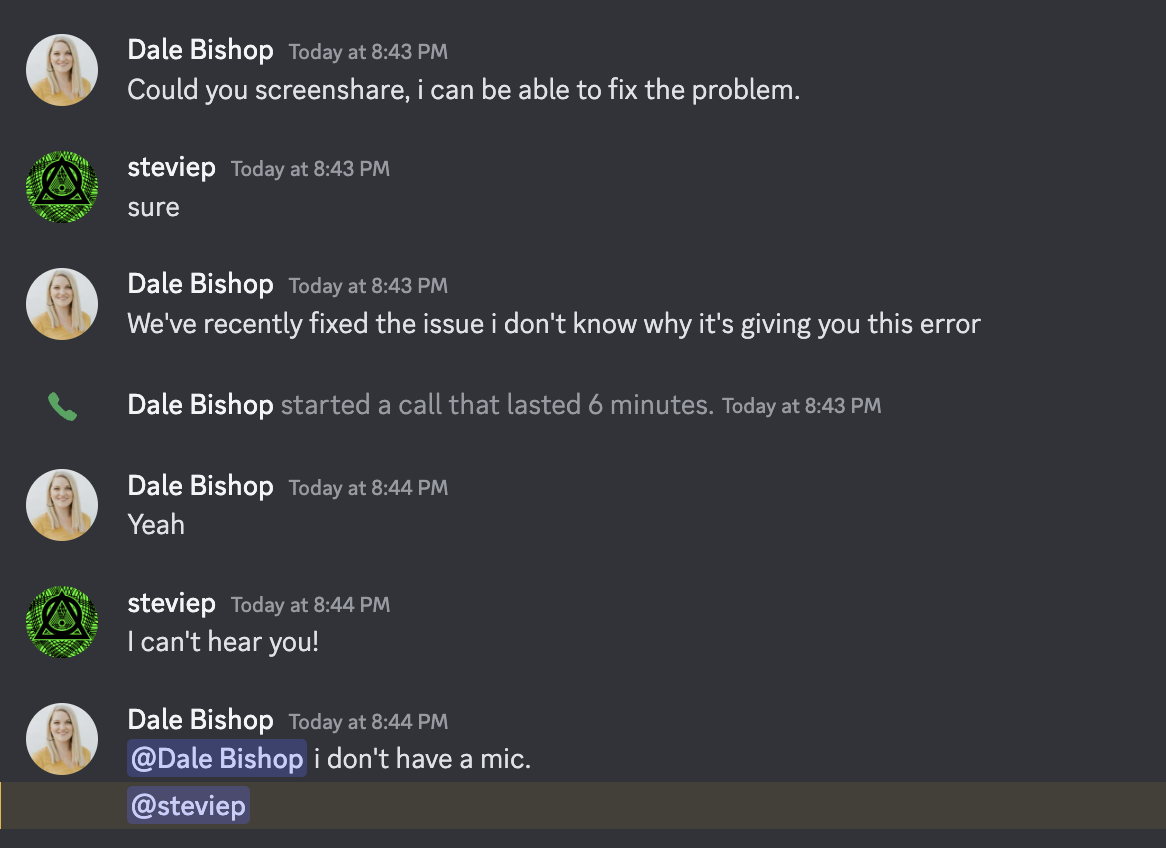 Dale Bishop Today at 8:43 PM
Could you screenshare, i can be able to fix the problem.
steviep Today at 8:43 PM
sure
Dale Bishop Today at 8:43 PM
We've recently fixed the issue i don't know why it's giving you this error
Dale Bishop started a call that lasted 6 minutes. Today at 8:43 PM
Dale Bishop Today at 8:44 PM
Yeah
steviep Today at 8:44 PM
I can't hear you!
Dale Bishop Today at 8:44 PM
@Dale Bishop i don't have a mic.
@steviep